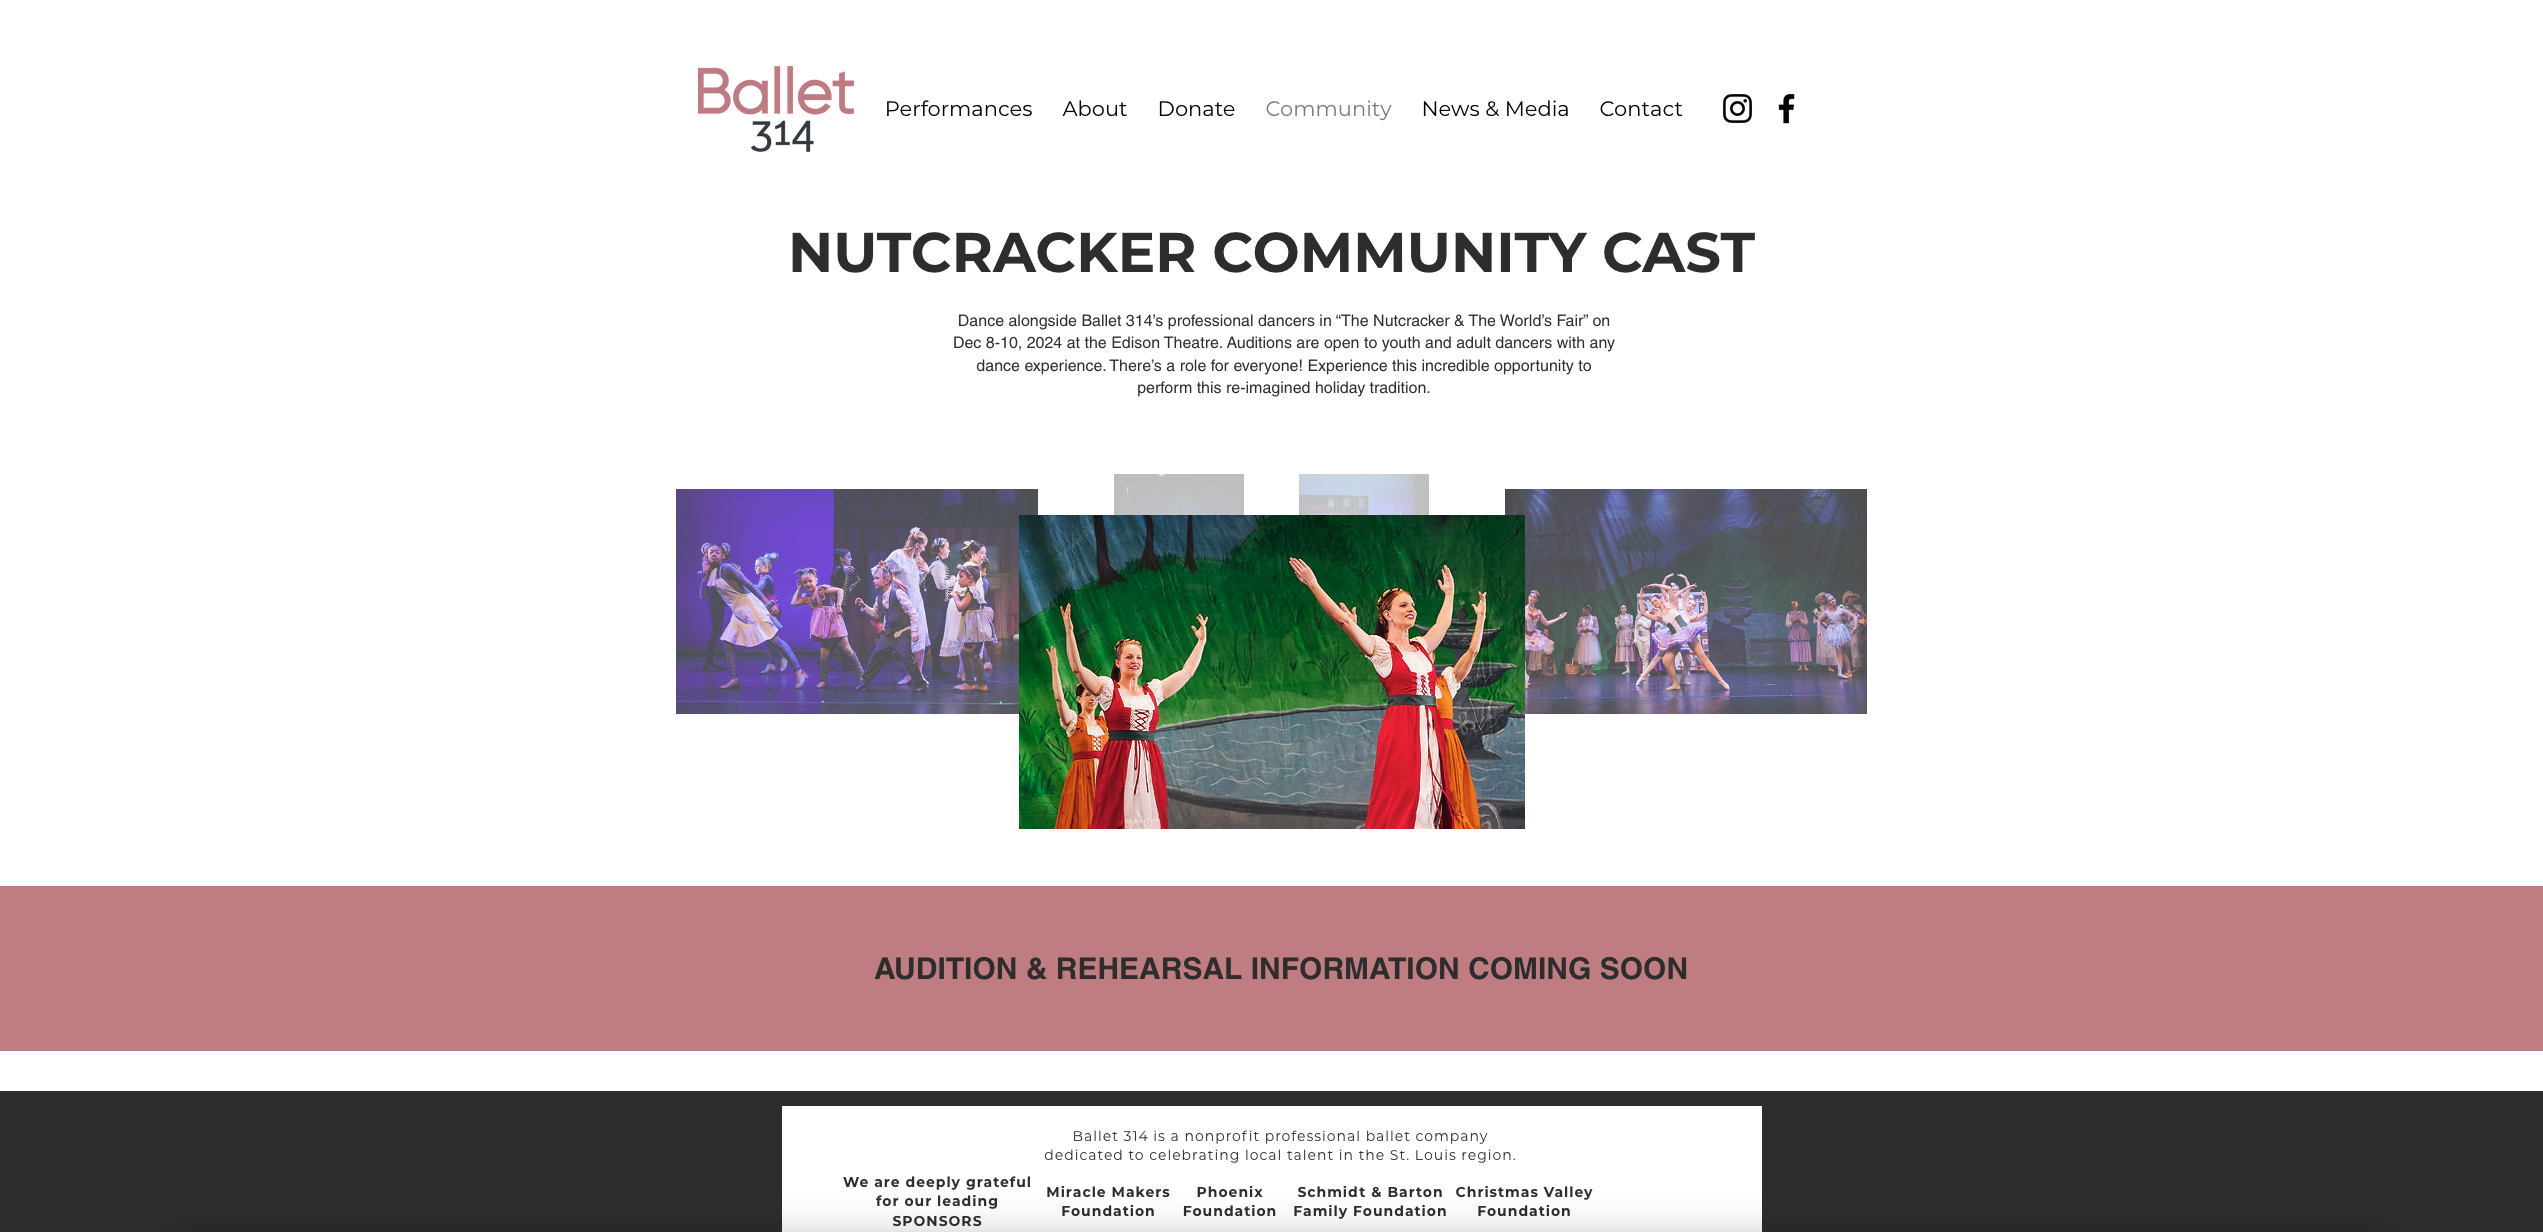 Ballet
314
Performances
About
Donate
Community
News & Media
Contact
NUTCRACKER COMMUNITY CAST
Dance alongside Ballet 314’s professional dancers in “The Nutcracker & The World’s Fair” on
Dec 8-10, 2024 at the Edison Theatre. Auditions are open to youth and adult dancers with any
dance experience. There’s a role for everyone! Experience this incredible opportunity to
perform this re-imagined holiday tradition.
AUDITION & REHEARSAL INFORMATION COMING SOON
Ballet 314 is a nonprofit professional ballet company
dedicated to celebrating local talent in the St. Louis region.
We are deeply grateful
for our leading
SPONSORS
Miracle Makers
Foundation
Phoenix
Foundation
Schmidt & Barton
Family Foundation
Christmas Valley
Foundation